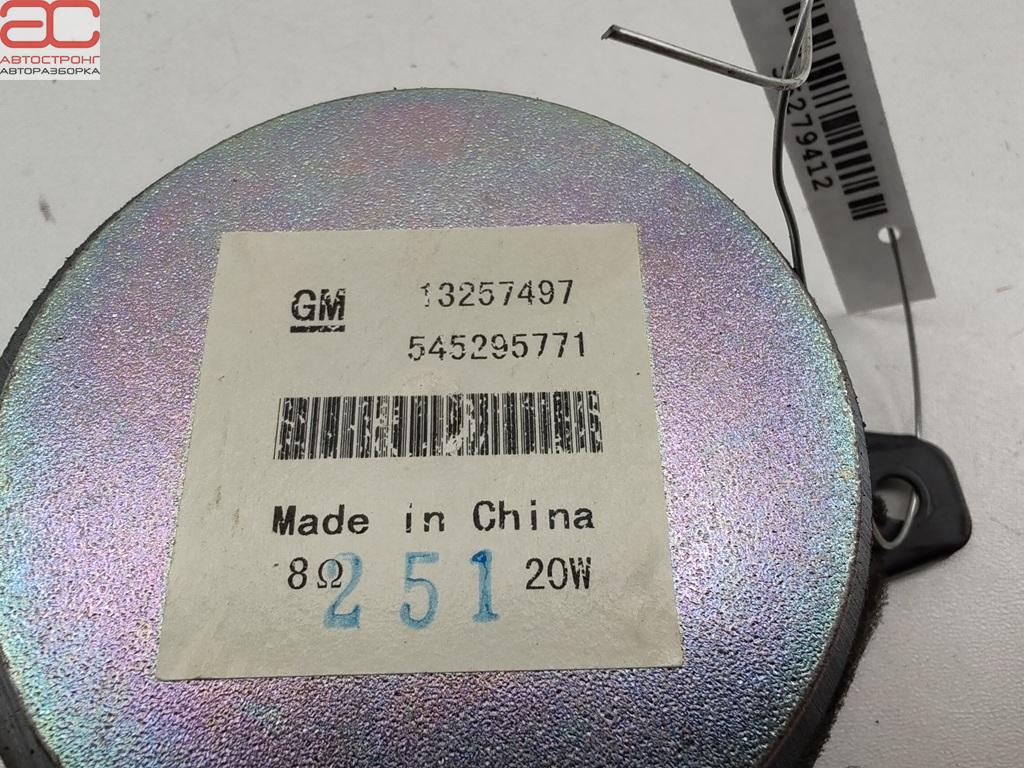 АС
АВТОСТРОНГ
АВТОРАЗБОРКА
GM 13257497
545295771
Made in China
8Ω 251 20W